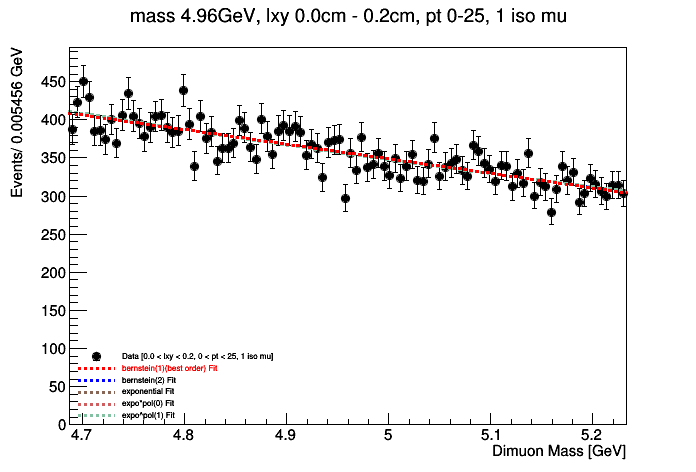 mass 4.96GeV, lxy 0.0cm - 0.2cm, pt 0-25, 1 iso mu
Events/ 0.005456 GeV
450
400
350
300
250
200
150
100
50
0
Data [0.0 < lxy < 0.2, 0 < pt < 25, 1 iso mu]
bernstein(1)(best order) Fit
bernstein(2) Fit
exponential Fit
expo*pol(0) Fit
expo^pol(1) Fit
4.7 4.8 4.9 5 5.1 5.2
Dimuon Mass [GeV]